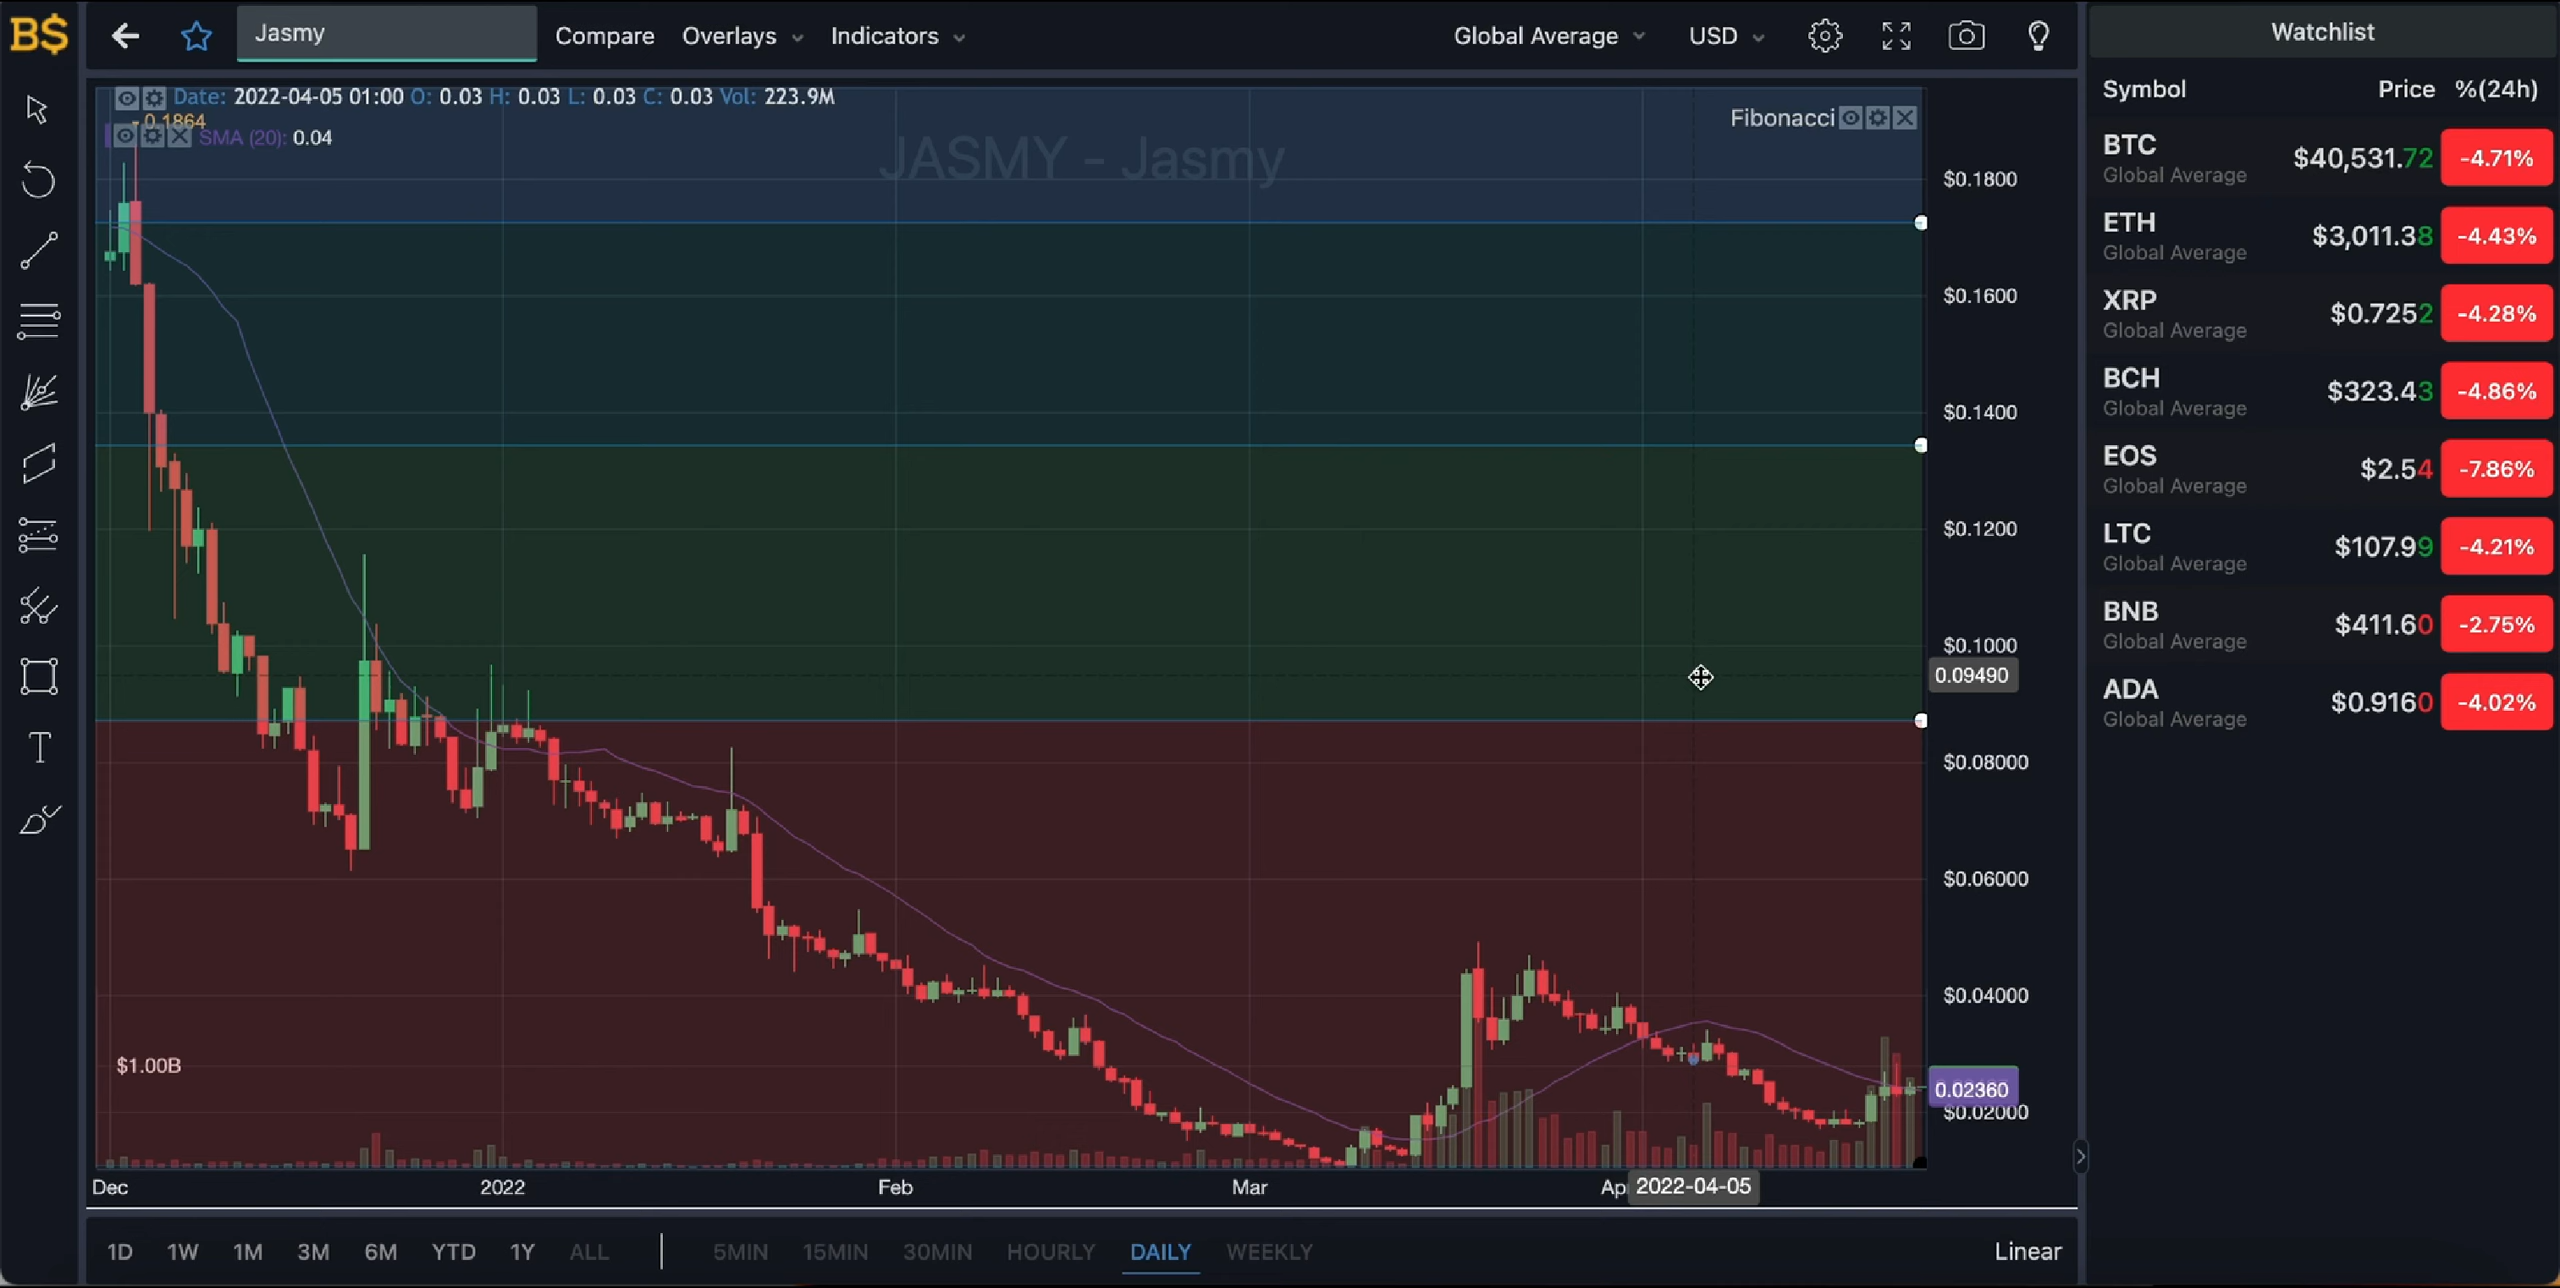 B$
Jasmy
Compare Overlays Indicators
Global Average USD
Watchlist
Symbol Price %(24h)
Date: 2022-04-05 01:00 O: 0.03 H: 0.03 L: 0.03 C: 0.03 Vol: 223.9M
- 0.1864
SMA (20): 0.04
Fibonacci
JASMY - Jasmy
$0.1800
$0.1600
$0.1400
$0.1200
$0.1000
0.09490
$0.08000
$0.06000
$0.04000
0.02360
$0.02000
$1.00B
Dec 2022 Feb Mar Ap 2022-04-05
1D 1W 1M 3M 6M YTD 1Y ALL 5MIN 15MIN 30MIN HOURLY DAILY WEEKLY Linear
BTC $40,531.72 -4.71%
Global Average
ETH $3,011.38 -4.43%
Global Average
XRP $0.7252 -4.28%
Global Average
BCH $323.43 -4.86%
Global Average
EOS $2.54 -7.86%
Global Average
LTC $107.99 -4.21%
Global Average
BNB $411.60 -2.75%
Global Average
ADA $0.9160 -4.02%
Global Average